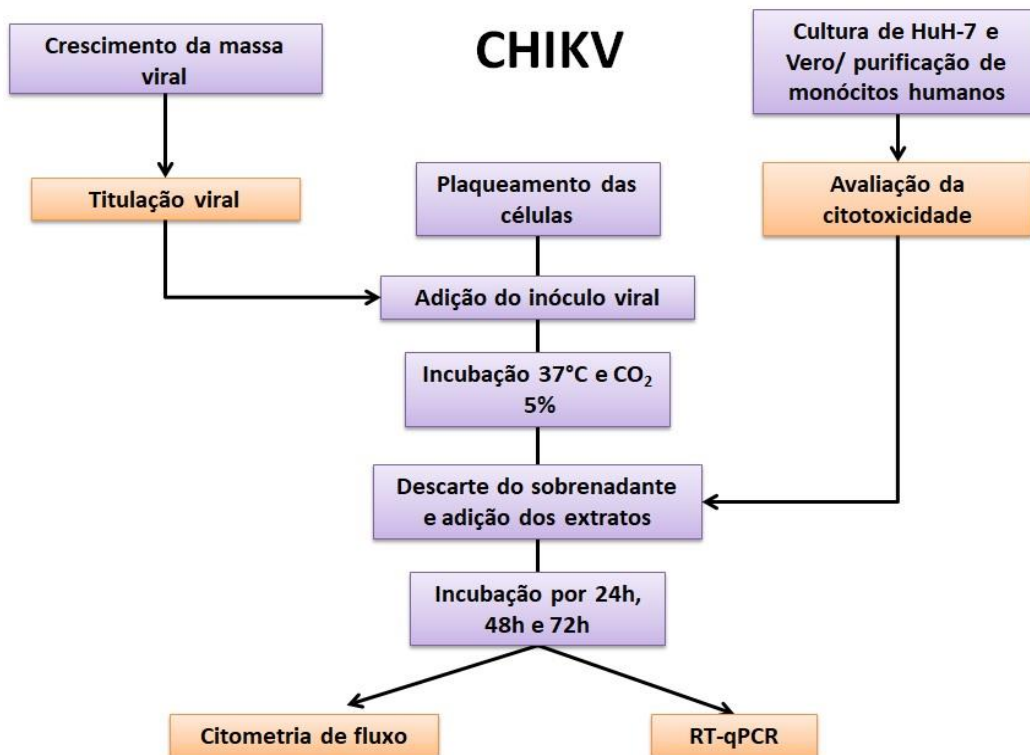 Crescimento da massa
viral
CHIKV
Cultura de HuH-7 e
Vero/ purificação de
monócitos humanos
Titulação viral
Plaqueamento das
células
Avaliação da
citotoxicidade
Adição do inóculo viral
Incubação 37°C e CO₂
5%
Descarte do sobrenadante
e adição dos extratos
Incubação por 24h,
48h e 72h
Citometria de fluxo
RT-qPCR